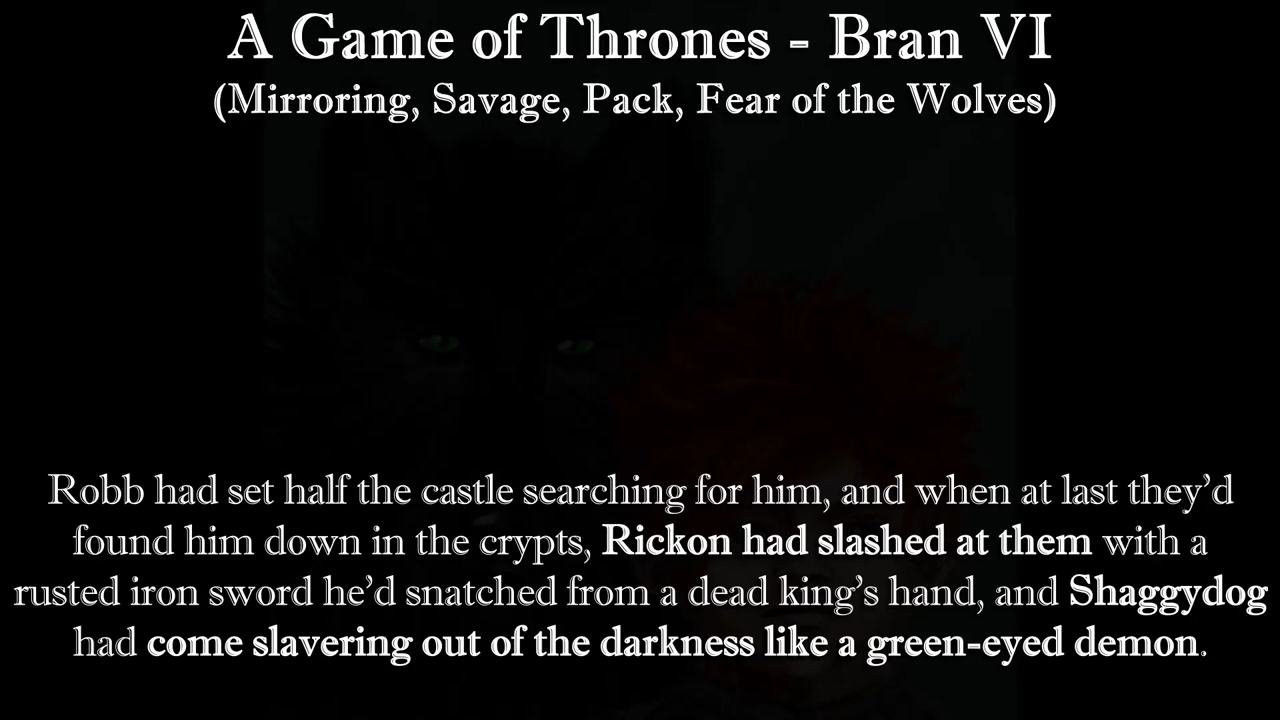 A Game of Thrones - Bran VI
(Mirroring, Savage, Pack, Fear of the Wolves)
Robb had set half the castle searching for him, and when at last they’d
found him down in the crypts, Rickon had slashed at them with a
rusted iron sword he’d snatched from a dead king’s hand, and Shaggydog
had come slavering out of the darkness like a green-eyed demon.